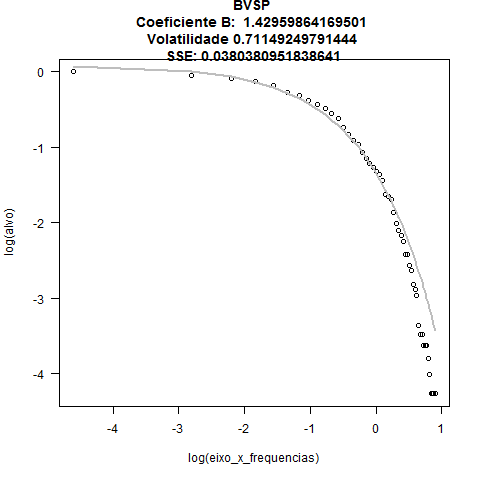 BVSP
Coeficiente B:  1.42959864169501
Volatilidade 0.71149249791444
SSE: 0.0380380951838641
0
-1
-2
-3
-4
log(alvo)
-4
-3
-2
-1
0
1
log(eixo_x_frequencias)